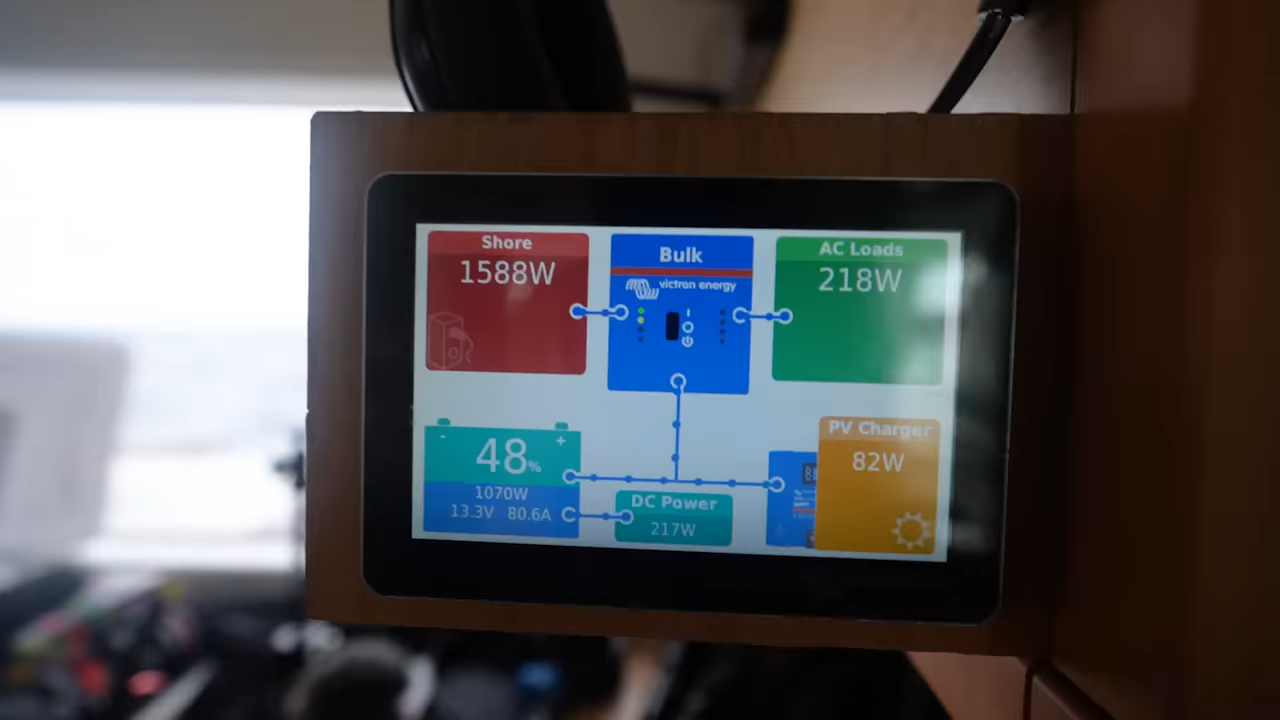 Shore
1588W
Bulk
victron energy
AC Loads
218W
48%
1070W
13.3V 80.6A
DC Power
217W
PV Charger
82W